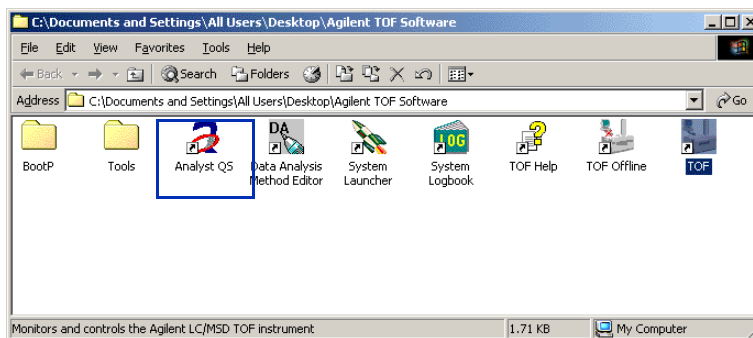 C:\Documents and Settings\All Users\Desktop\Agilent TOF Software
File Edit View Favorites Tools Help
Back Search Folders
Address C:\Documents and Settings\All Users\Desktop\Agilent TOF Software Go
DA
LOG
BootP Tools Analyst QS Data Analysis Method Editor System Launcher System Logbook TOF Help TOF Offline TOF
Monitors and controls the Agilent LC/MSD TOF instrument 1.71 KB My Computer